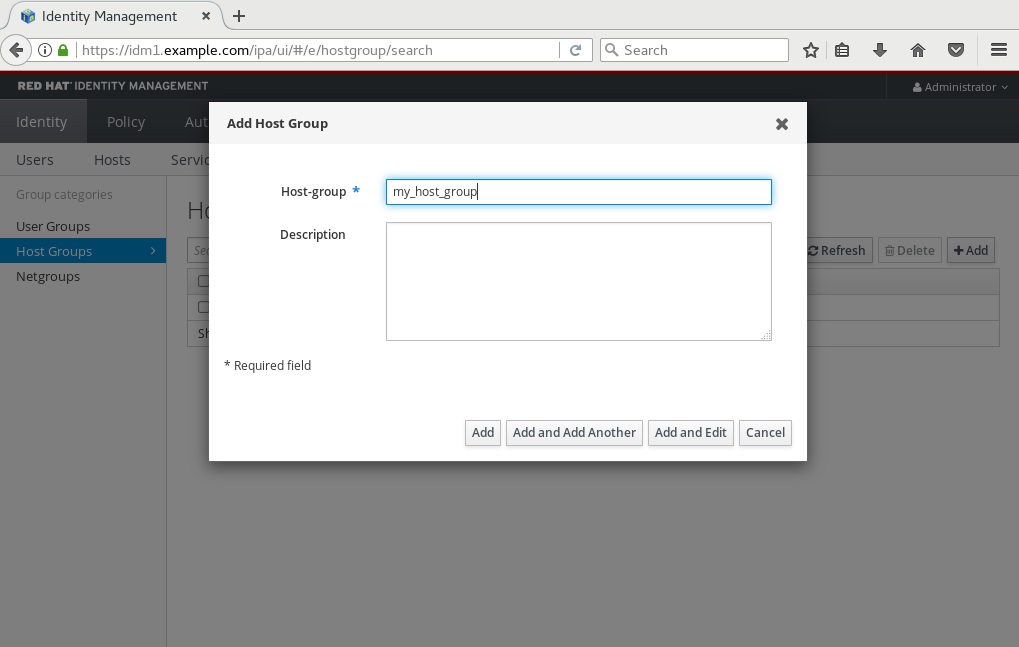 Identity Management
https://idm1.example.com/ipa/ui/#/e/hostgroup/search
Search
RED HAT IDENTITY MANAGEMENT
Administrator
Identity
Policy
Aut
Users
Hosts
Servic
Group categories
User Groups
Host Groups
Netgroups
Ho
Sea
Refresh
Delete
Add
Sh
Add Host Group
Host-group *
my_host_group
Description
* Required field
Add
Add and Add Another
Add and Edit
Cancel